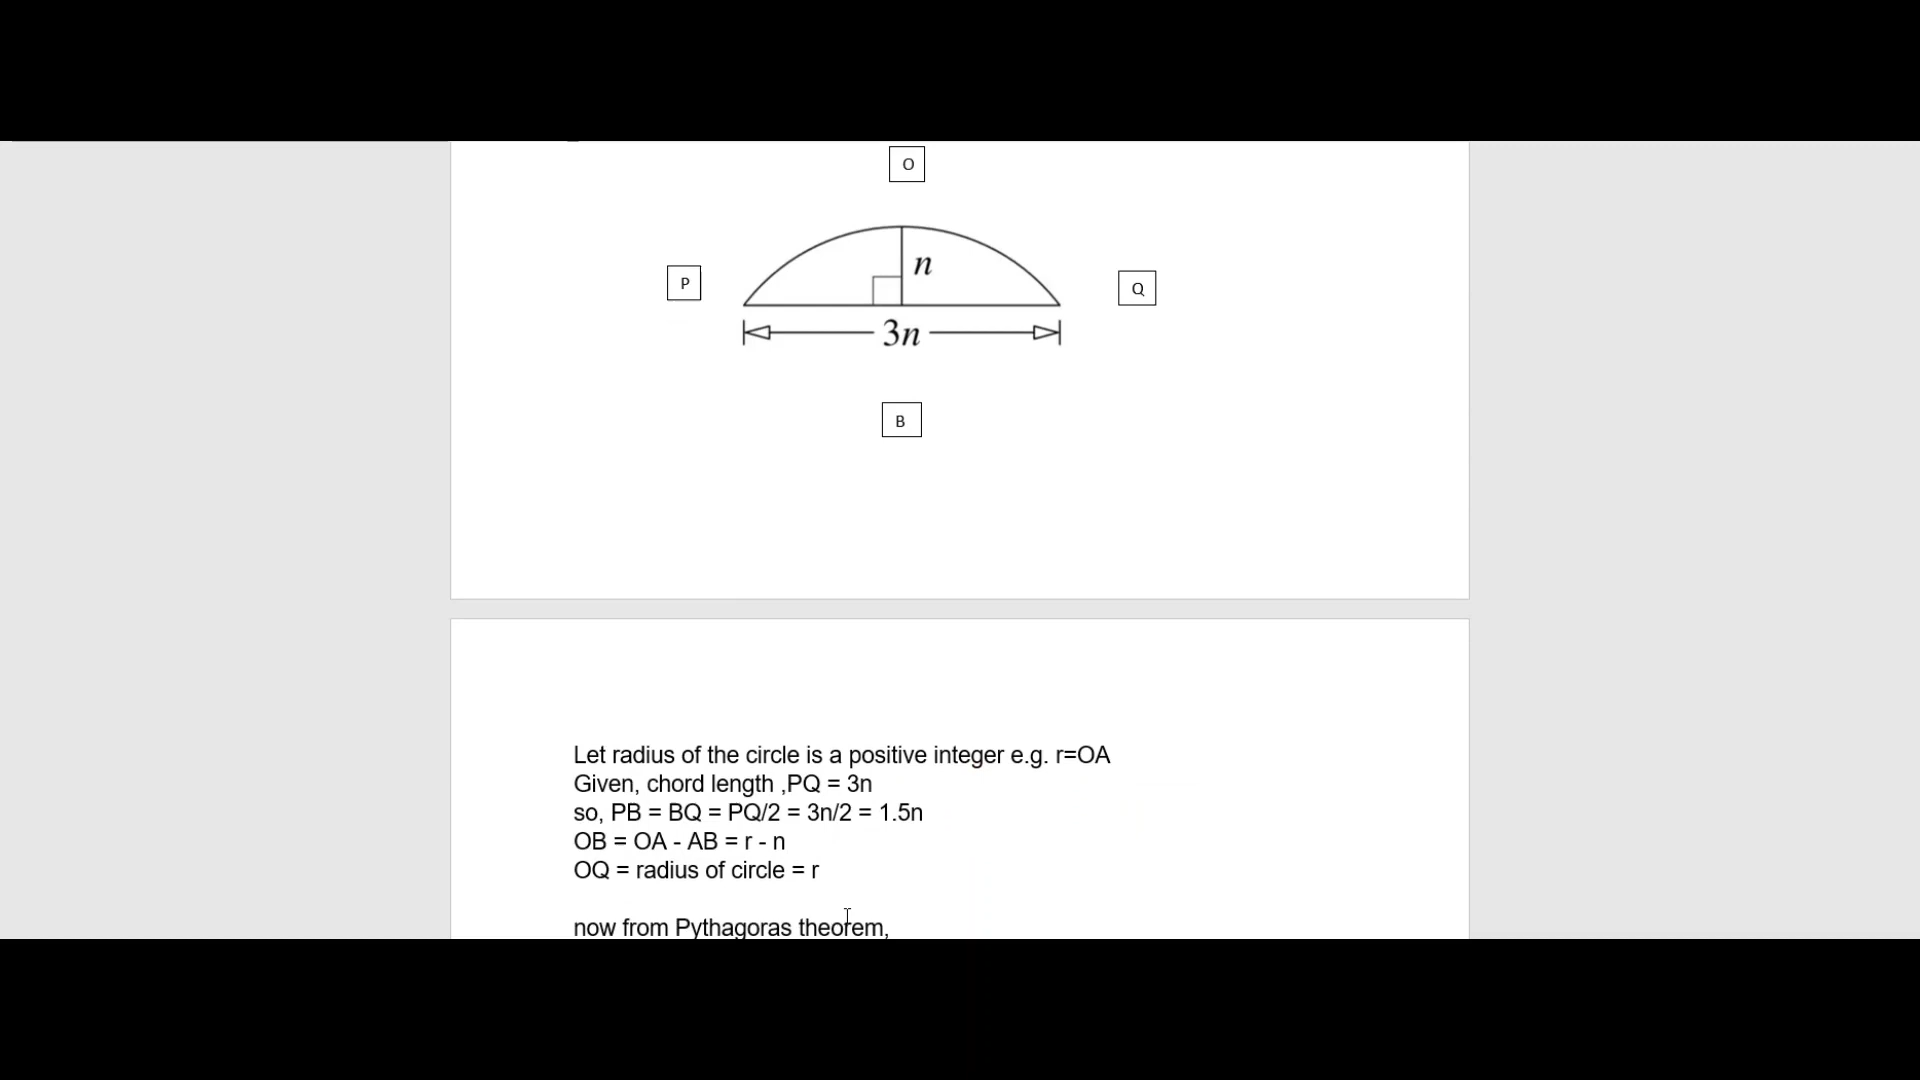 O
n
P
Q
3n
B
Let radius of the circle is a positive integer e.g. r=OA
Given, chord length ,PQ = 3n
so, PB = BQ = PQ/2 = 3n/2 = 1.5n
OB = OA - AB = r - n
OQ = radius of circle = r
now from Pythagoras theorem,